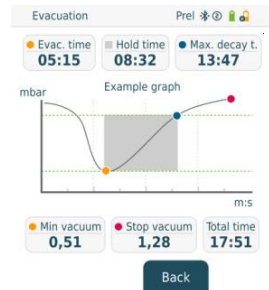 Evacuation Prel
Evac. time Hold time Max. decay t.
05:15 08:32 13:47
mbar Example graph
m:s
Min vacuum Stop vacuum Total time
0,51 1,28 17:51
Back